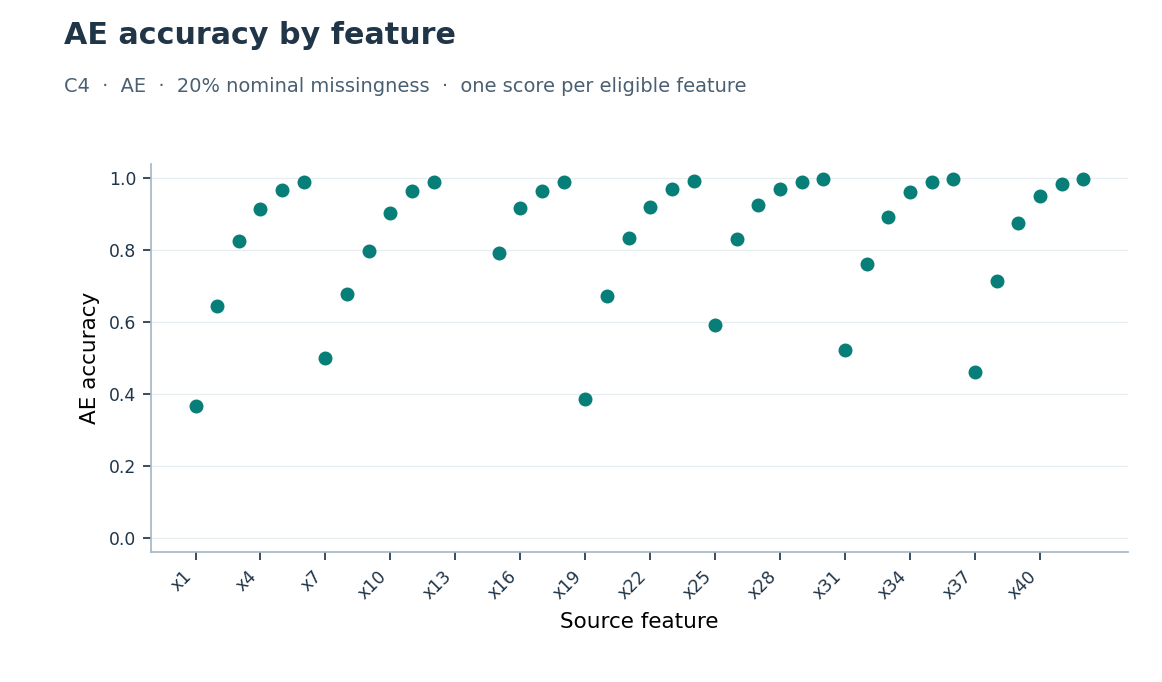 AE accuracy by feature
C4 · AE · 20% nominal missingness · one score per eligible feature
AE accuracy
1.0
0.8
0.6
0.4
0.2
0.0
x1 x4 x7 x10 x13 x16 x19 x22 x25 x28 x31 x34 x37 x40
Source feature